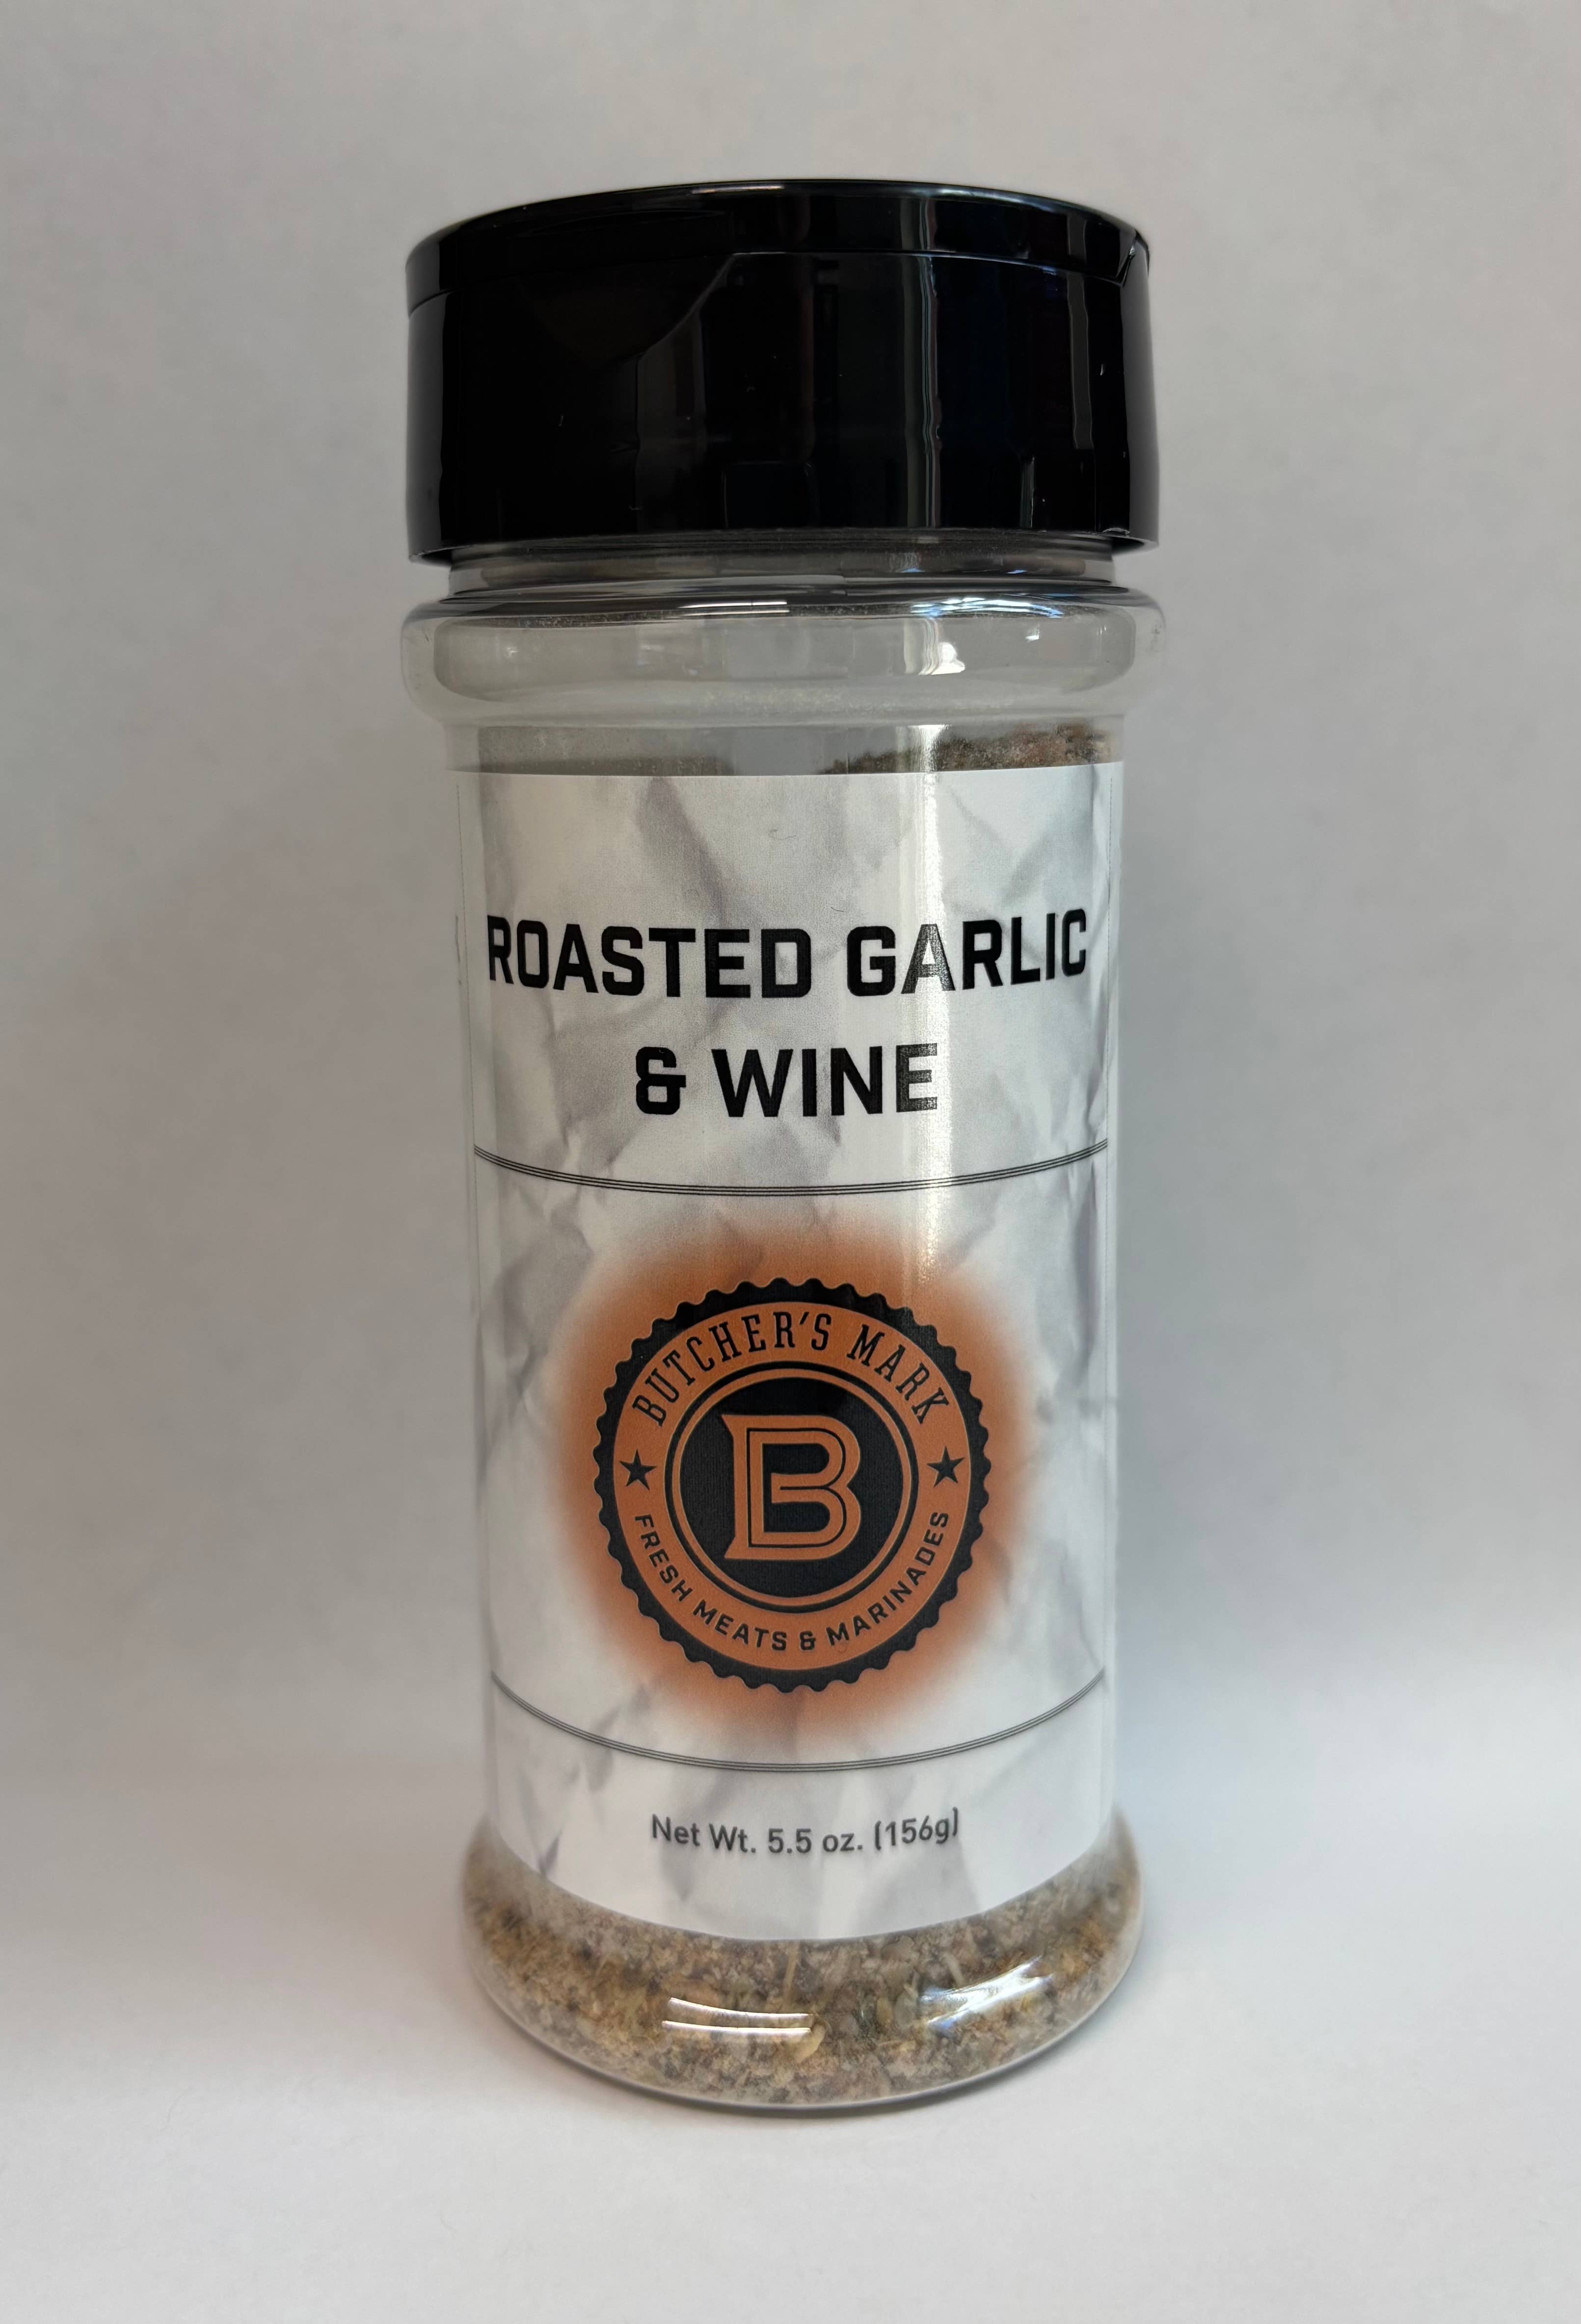 ROASTED GARLIC
& WINE
BUTCHER'S MARK
B
FRESH MEATS & MARINADES
Net Wt. 5.5 oz. (156g)